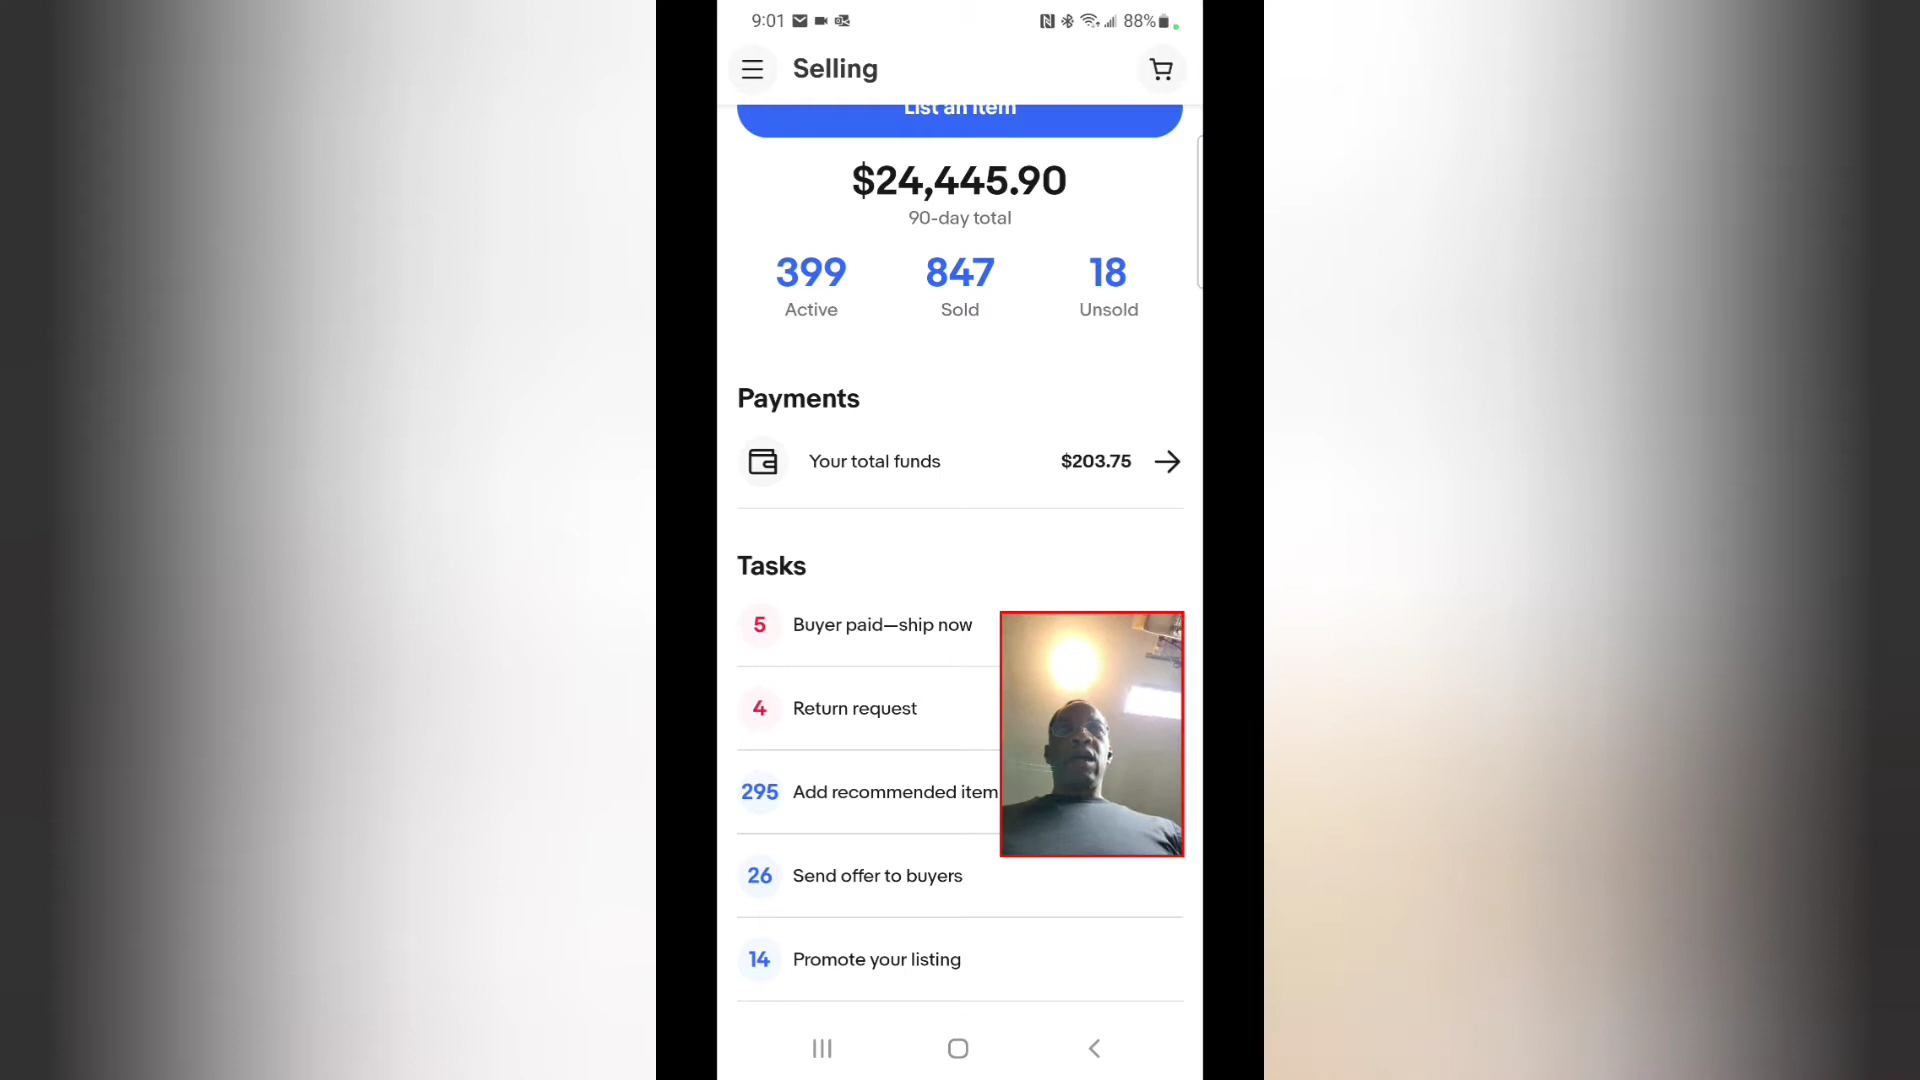 9:01 88%
Selling
List an item
$24,445.90
90-day total
399 847 18
Active Sold Unsold
Payments
Your total funds $203.75
Tasks
5 Buyer paid—ship now
4 Return request
295 Add recommended item
26 Send offer to buyers
14 Promote your listing